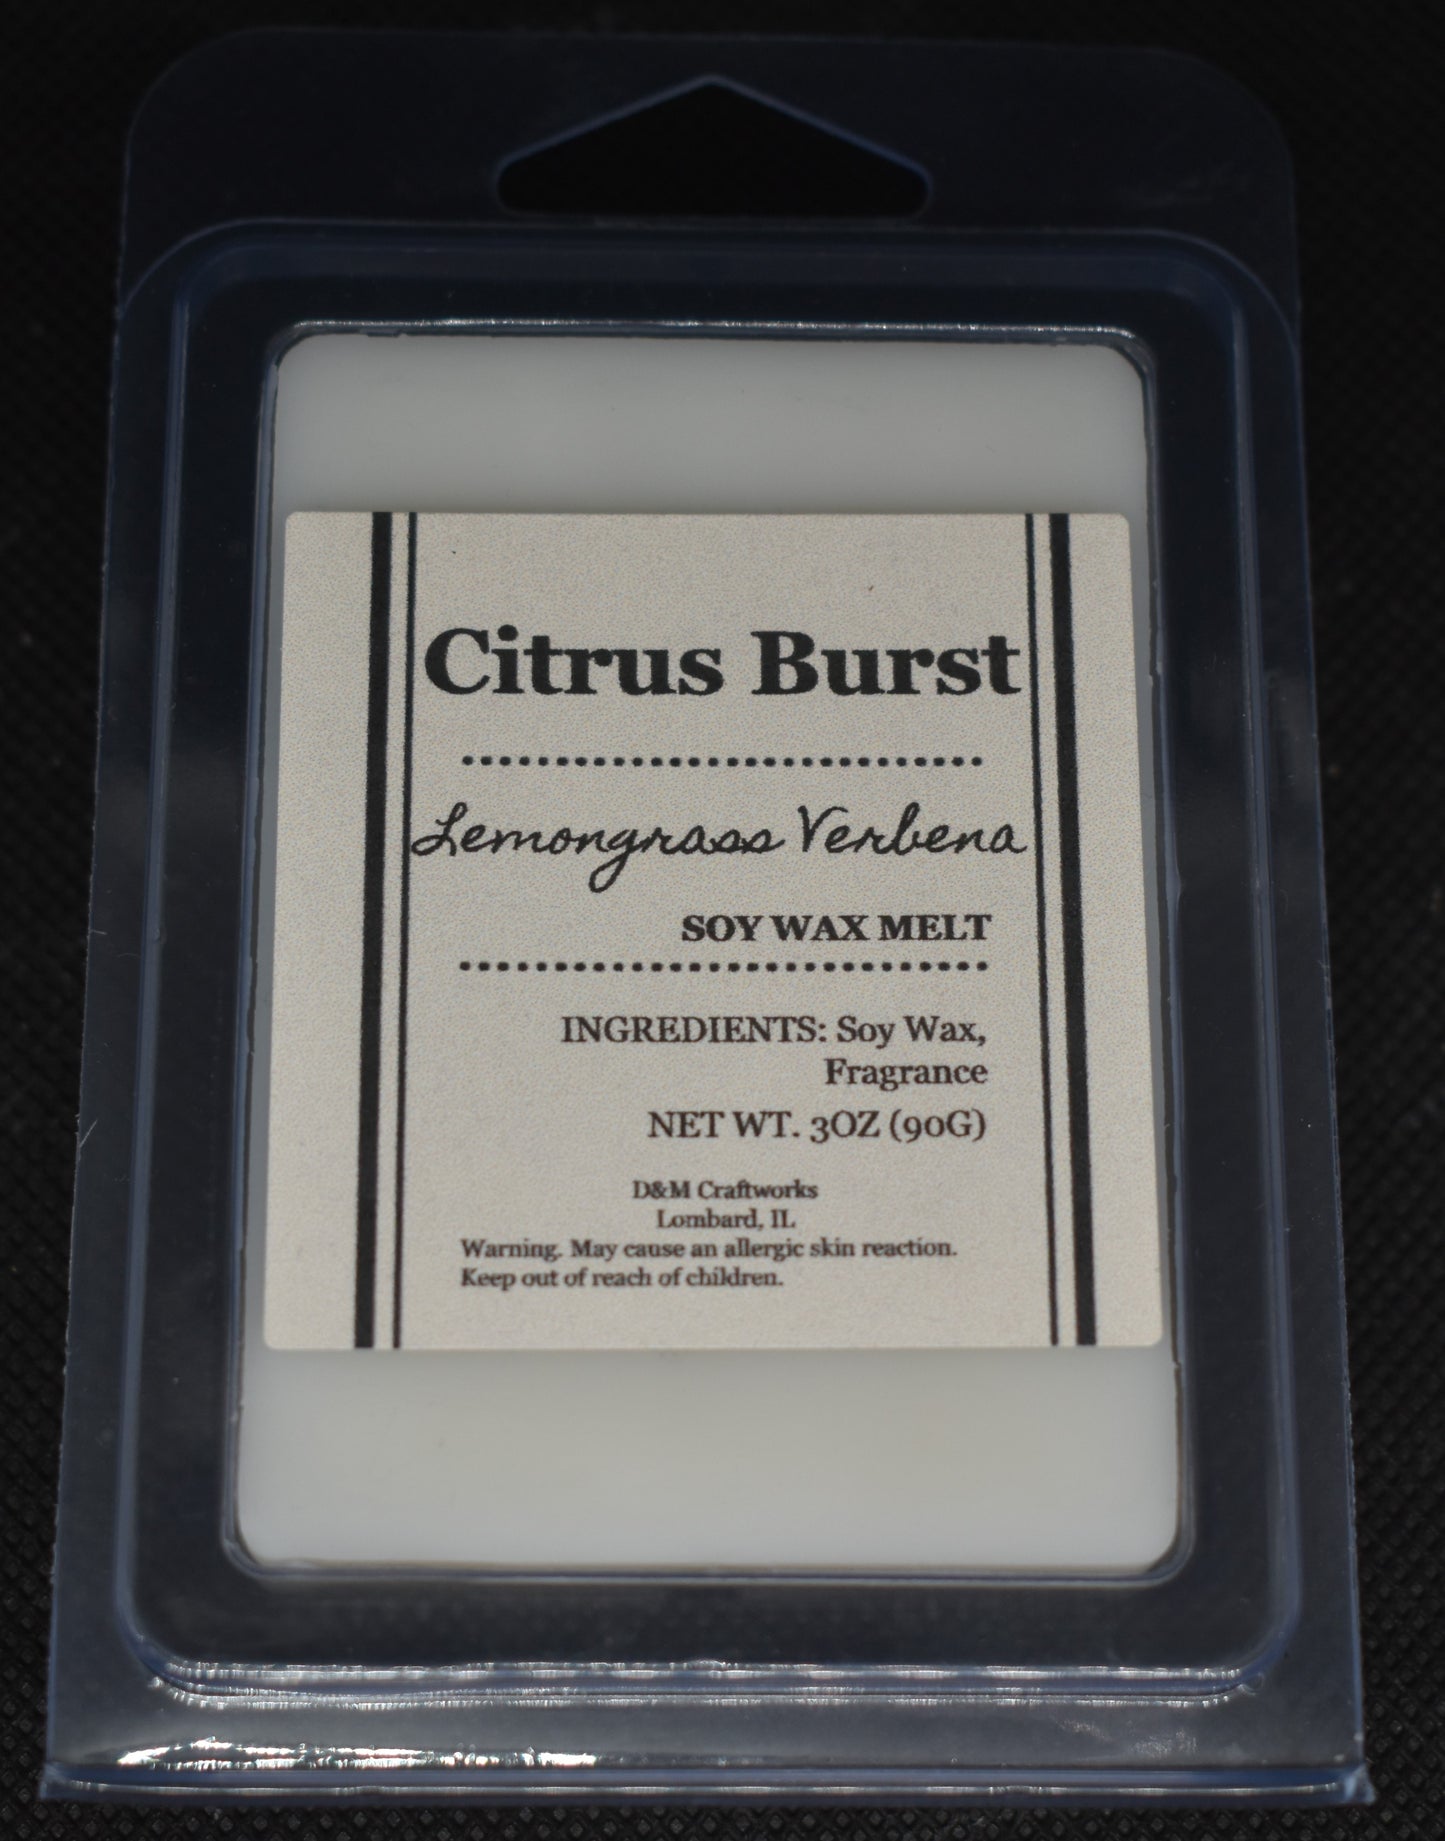 Citrus Burst
Lemongrass Verbena
SOY WAX MELT
INGREDIENTS: Soy Wax,
Fragrance
NET WT. 3OZ (90G)
D&M Craftworks
Lombard, IL
Warning. May cause an allergic skin reaction.
Keep out of reach of children.